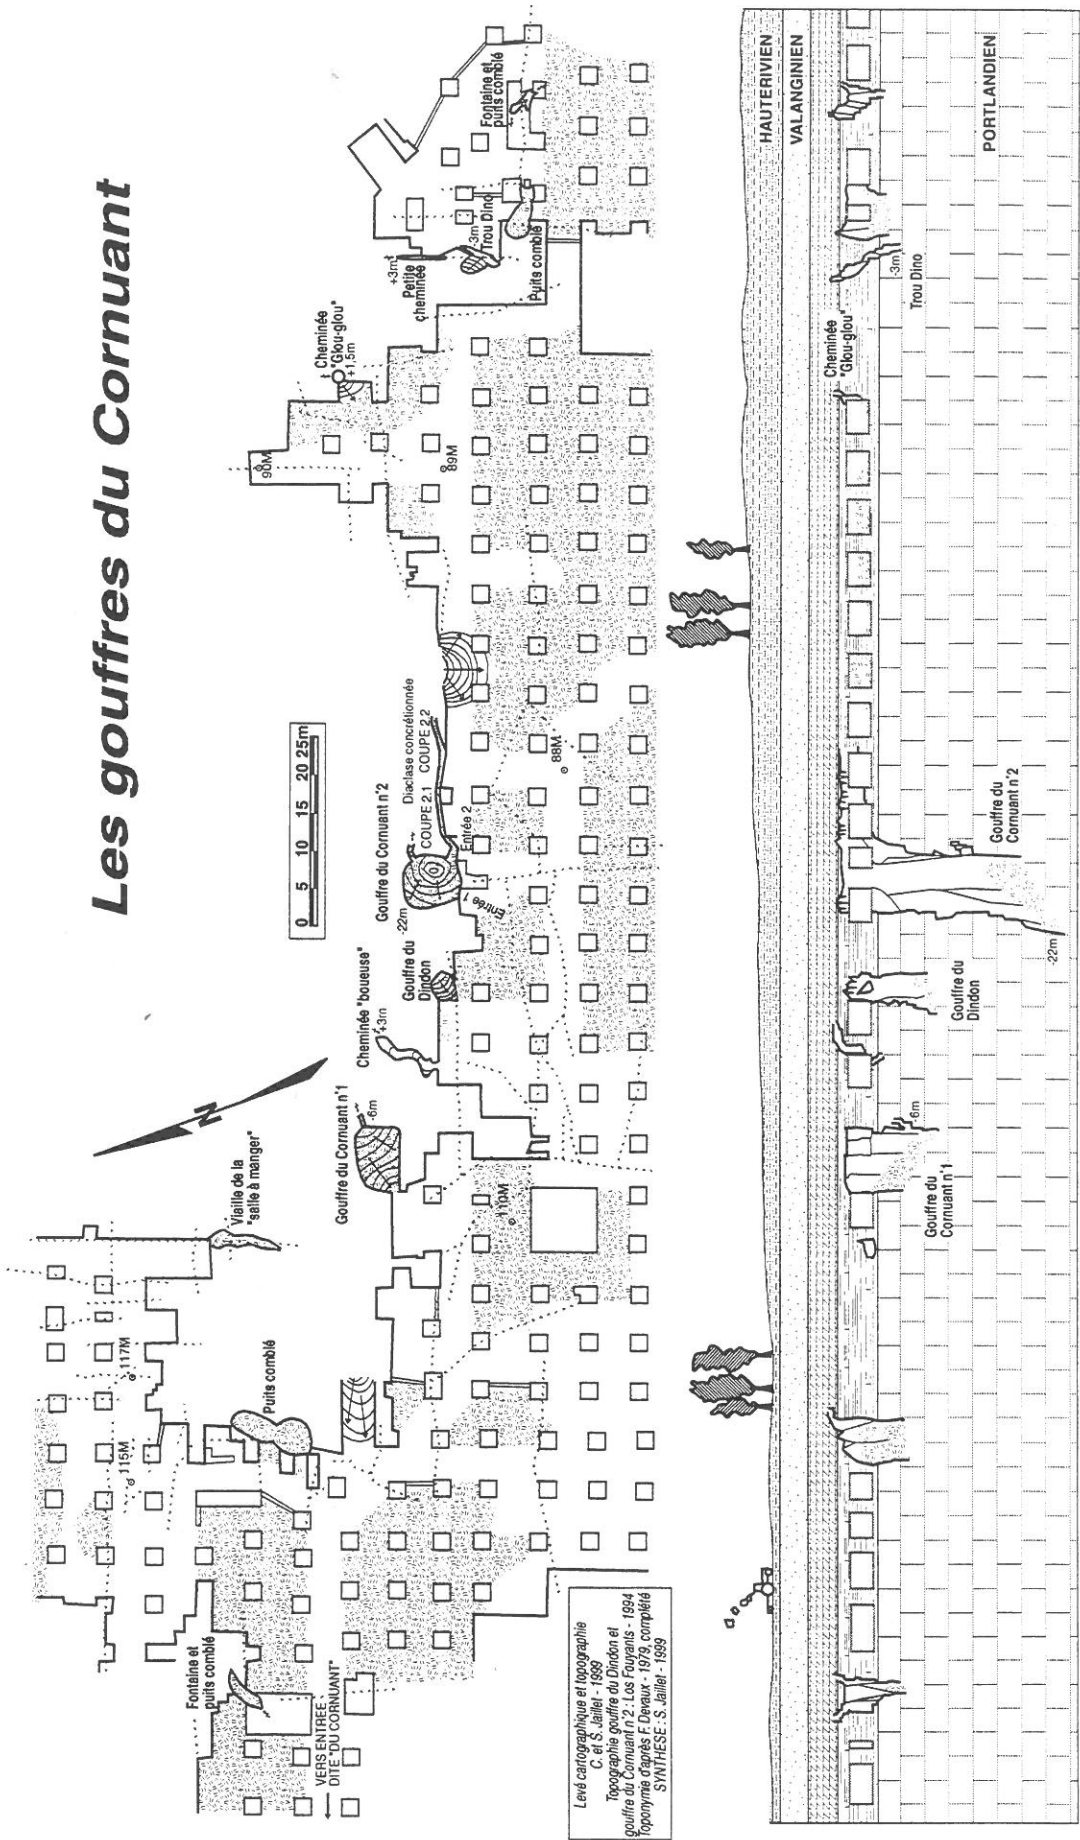 Les gouffres du Cornuant
0 5 10 15 20 25m
N
Viaille de la
"salle à manger"
117M
115M
Puits comblé
Fontaine et
puits comblé
VERS ENTREE
DITE "DU CORNUANT"
Gouffre du Cornuant n°1
-6m
110M
Cheminée "boueuse"
+3m
Gouffre du
Dindon
Gouffre du Cornuant n°2
-22m
Entrée 1
Entrée 2
Diaclase concrétionnée
COUPE 2.1 COUPE 2.2
88M
89M
90M
Cheminée
"Glou-glou"
+1,5m
+3m
Petite
cheminée
-3m
Trou Dino
Puits comblé
Fontaine et
puits comblé
Levé cartographique et topographie
C. et S. Jaillet - 1999
Topographie gouffre du Dindon et
gouffre du Cornuant n°2 : Los Fouyants - 1994
Toponymie d'après F. Devaux - 1979, complété
SYNTHESE : S. Jaillet - 1999
HAUTERIVIEN
VALANGINIEN
PORTLANDIEN
Gouffre du
Cornuant n°1
-6m
Gouffre du
Dindon
-22m
Gouffre du
Cornuant n°2
Cheminée
"Glou-glou"
-3m
Trou Dino